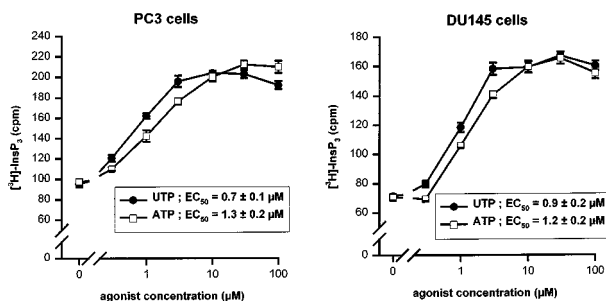 PC3 cells
[³H]-InsP₃ (cpm)
240
220
200
180
160
140
120
100
80
60
0
UTP ; EC₅₀ = 0.7 ± 0.1 µM
ATP ; EC₅₀ = 1.3 ± 0.2 µM
0 1 10 100
agonist concentration (µM)
DU145 cells
[³H]-InsP₃ (cpm)
180
160
140
120
100
80
60
0
UTP ; EC₅₀ = 0.9 ± 0.2 µM
ATP ; EC₅₀ = 1.2 ± 0.2 µM
0 1 10 100
agonist concentration (µM)